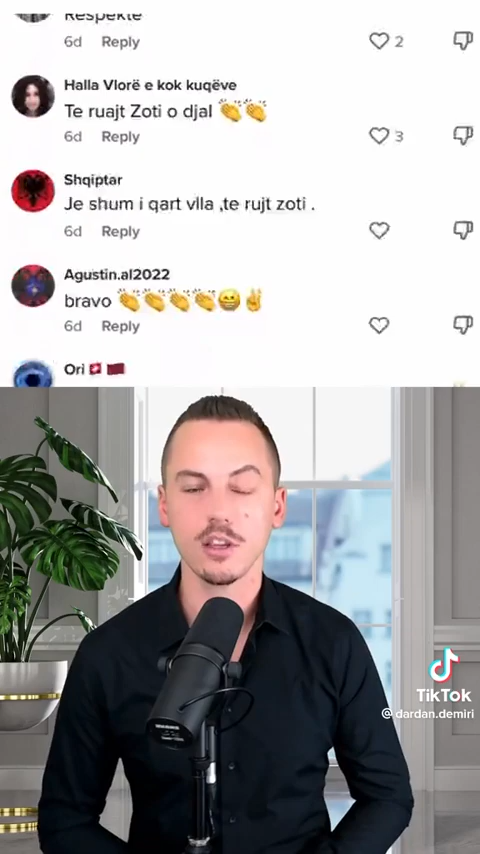 Respekte
6d Reply 2
Halla Vlorë e kok kuqëve
Te ruajt Zoti o djal 👏👏
6d Reply 3
Shqiptar
Je shum i qart vlla ,te rujt zoti .
6d Reply
Agustin.al2022
bravo 👏👏👏👏😄✌️
6d Reply
Ori
TikTok
@ dardan.demiri